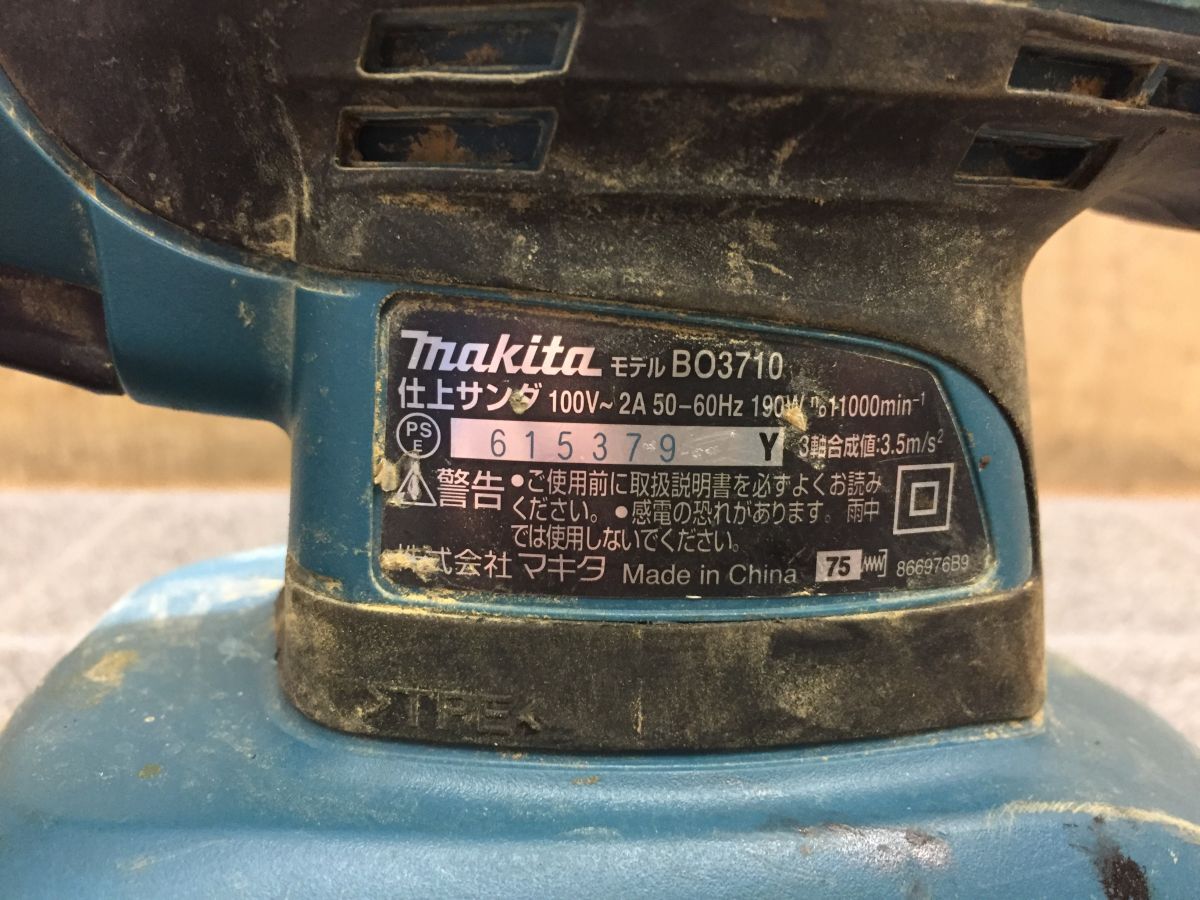 makita モデル BO3710
仕上サンダ 100V~ 2A 50-60Hz 190W n₀11000min⁻¹
PS E 615379 Y 3軸合成値:3.5m/s²
警告 •ご使用前に取扱説明書を必ずよくお読み
ください。•感電の恐れがあります。雨中
では使用しないでください。
株式会社 マキタ Made in China 75 866976B9
>TPE<